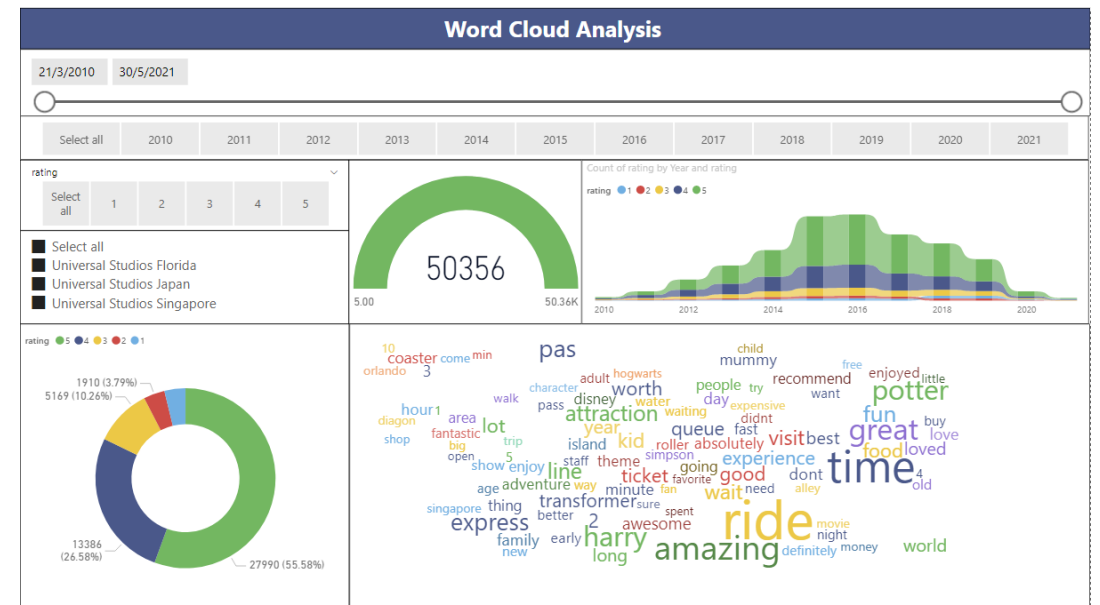 Word Cloud Analysis
21/3/2010 30/5/2021
Select all 2010 2011 2012 2013 2014 2015 2016 2017 2018 2019 2020 2021
rating
Select all 1 2 3 4 5
Select all
Universal Studios Florida
Universal Studios Japan
Universal Studios Singapore
50356
5.00 50.36K
Count of rating by Year and rating
rating 1 2 3 4 5
2010 2012 2014 2016 2018 2020
rating 5 4 3 2 1
1910 (3.79%)
5169 (10.26%)
13386
(26.58%)
27990 (55.58%)
10 pas child
coaster come min mummy free
orlando 3 adult hogwarts people try recommend enjoyed little
character worth want potter
walk disney water day
hour 1 pass attraction waiting expensive fun
diagon area lot year didnt great buy
fantastic queue fast love
shop big trip island kid roller absolutely visit best food loved
open 5 staff theme simpson going experience time 4
show enjoy line ticket favorite good dont old
age adventure way minute fan wait need alley
singapore thing transformer sure spent ride
express better 2 awesome movie
family early harry night
new long amazing definitely money world